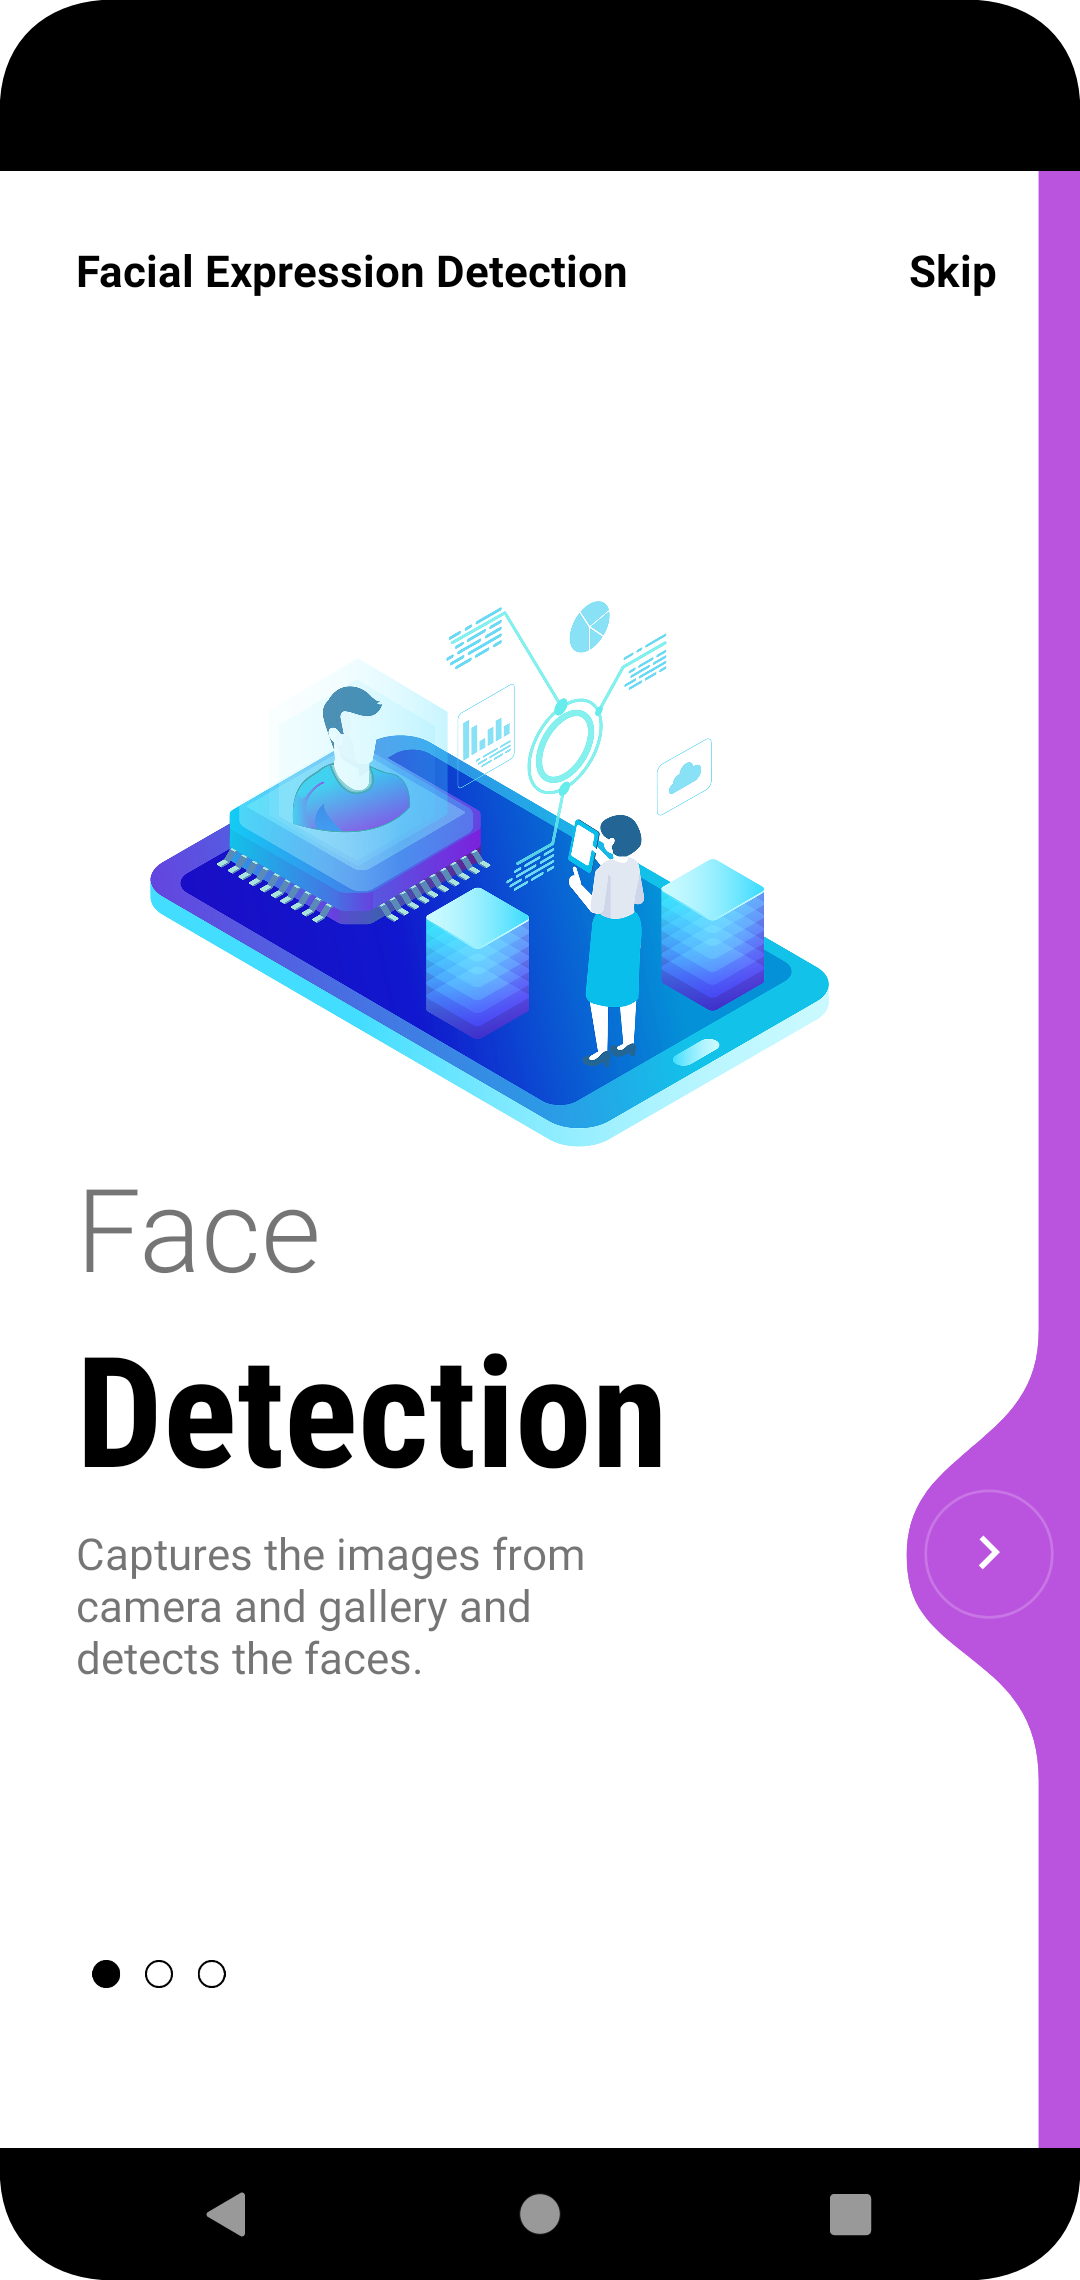 Facial Expression Detection Skip
Face
Detection
Captures the images from
camera and gallery and
detects the faces.